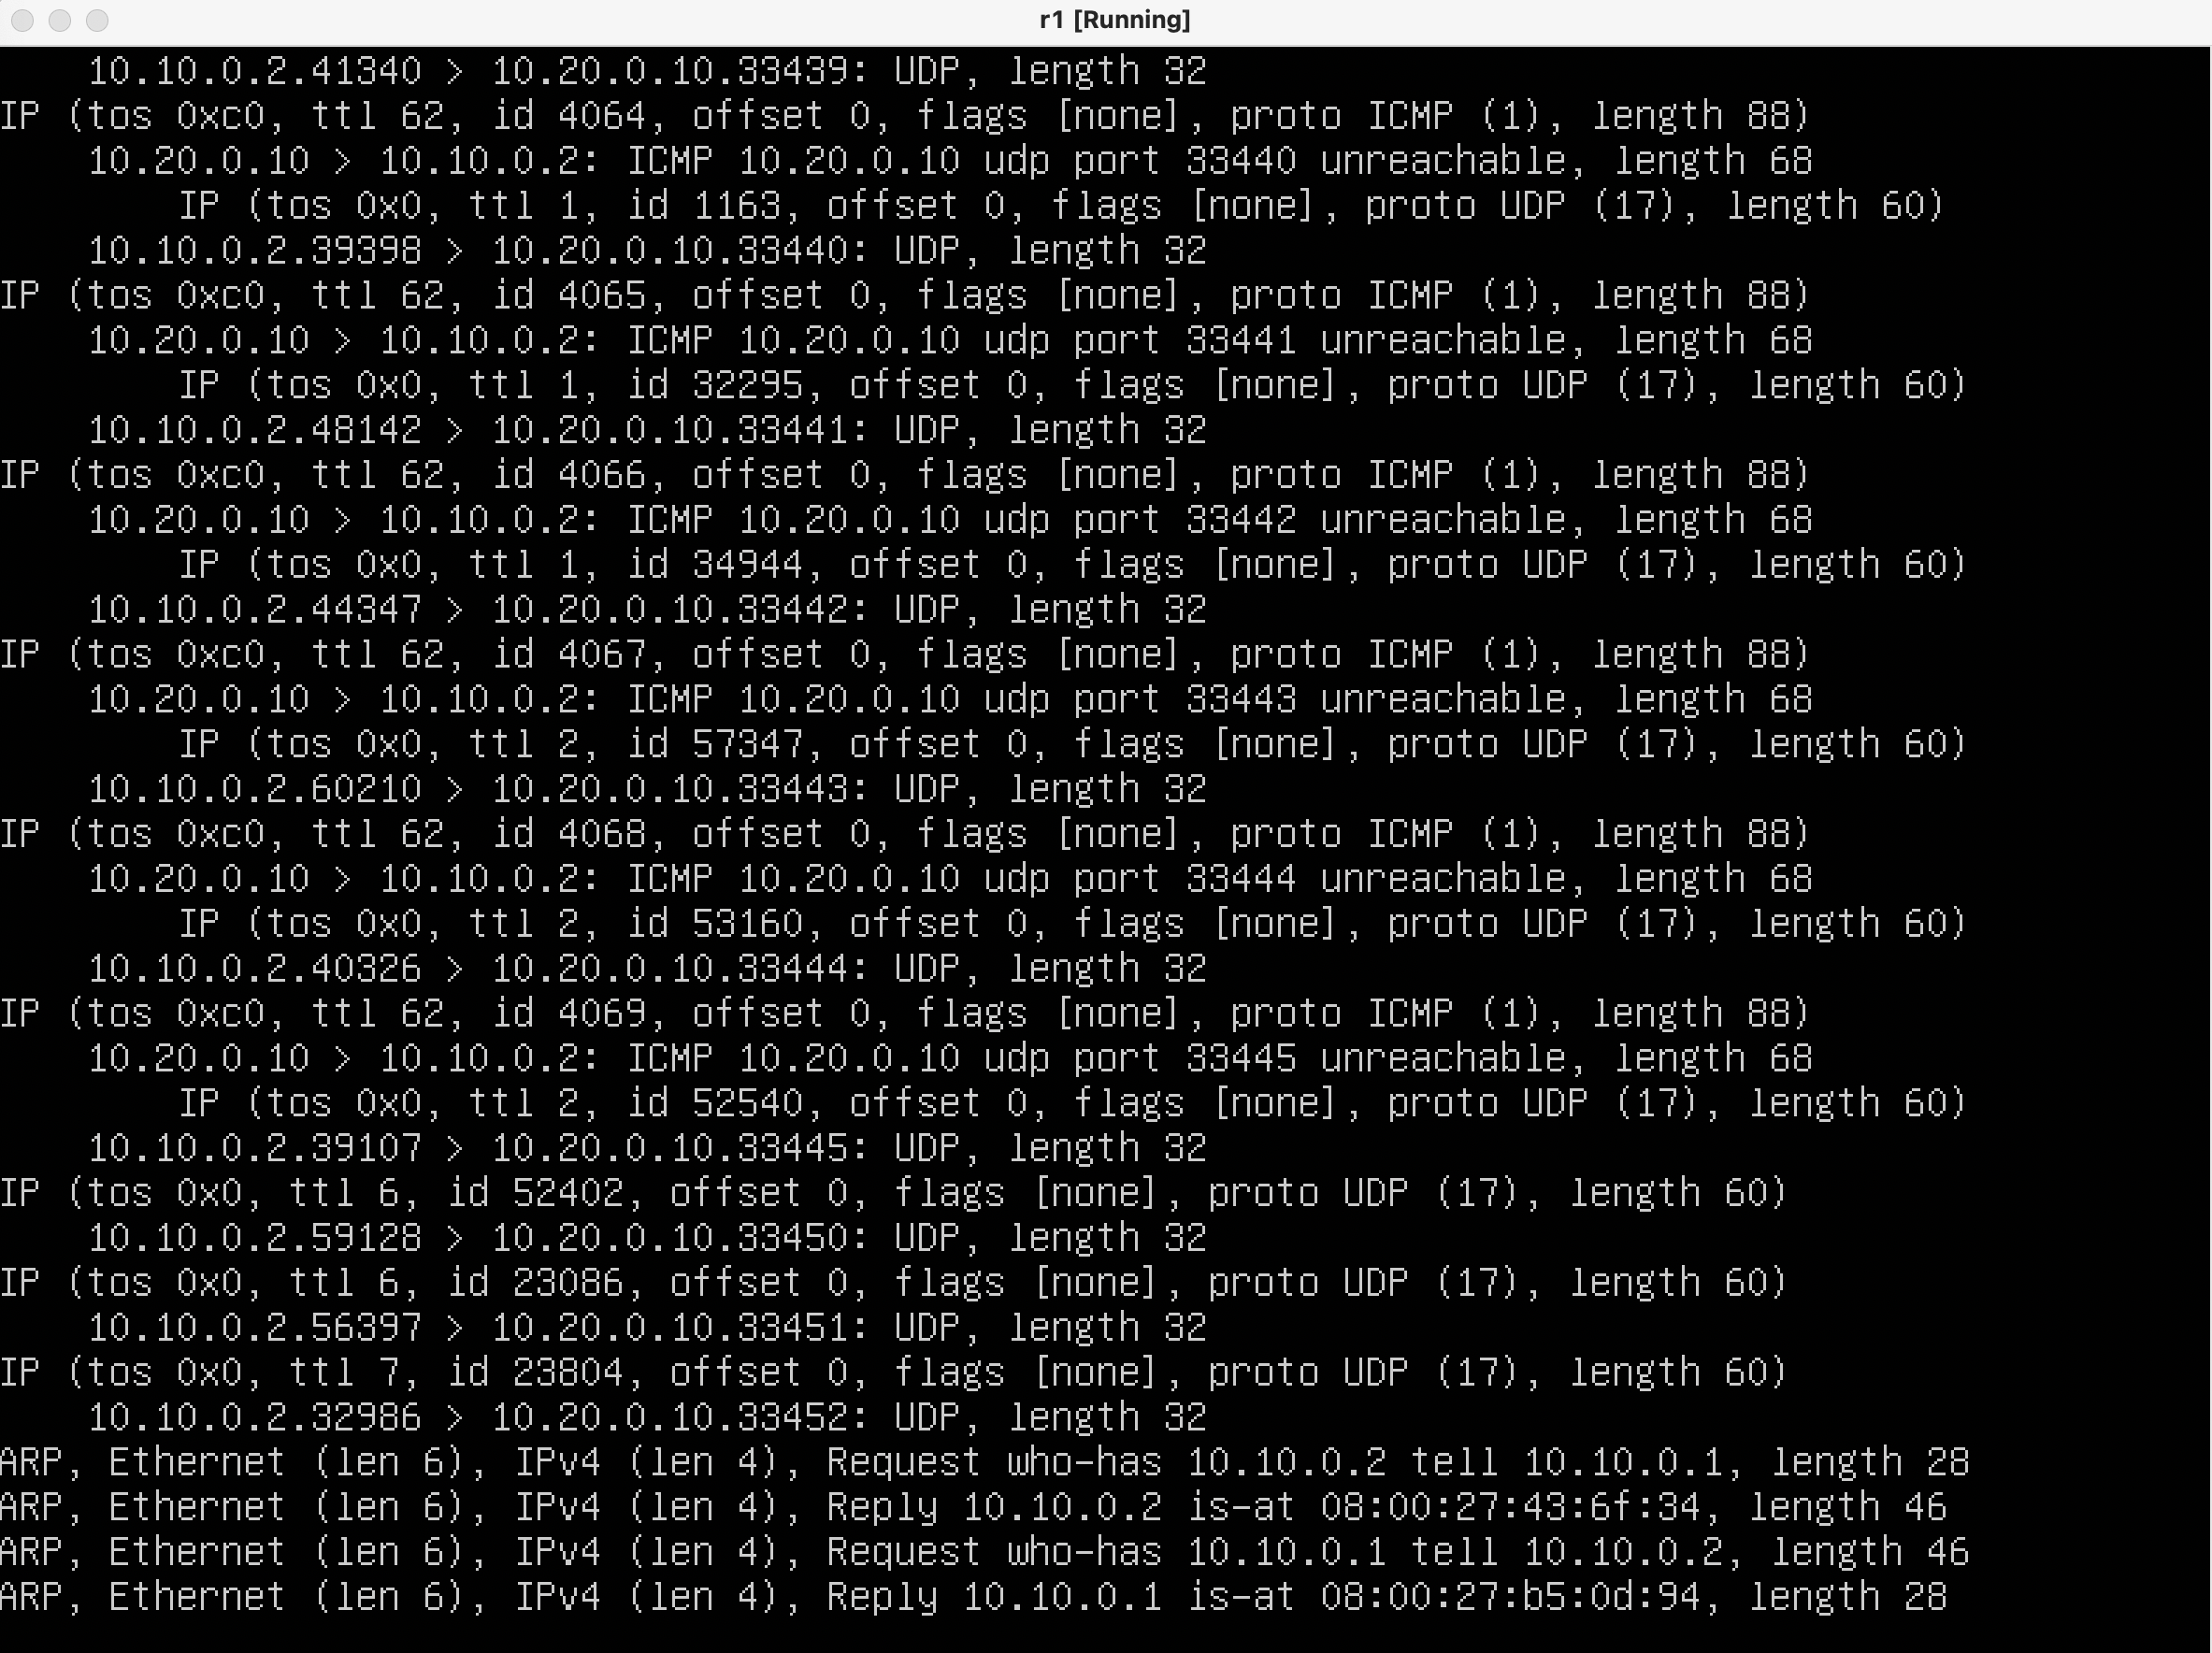 r1 [Running]
10.10.0.2.41340 > 10.20.0.10.33439: UDP, length 32
IP (tos 0xc0, ttl 62, id 4064, offset 0, flags [none], proto ICMP (1), length 88)
10.20.0.10 > 10.10.0.2: ICMP 10.20.0.10 udp port 33440 unreachable, length 68
IP (tos 0x0, ttl 1, id 1163, offset 0, flags [none], proto UDP (17), length 60)
10.10.0.2.39398 > 10.20.0.10.33440: UDP, length 32
IP (tos 0xc0, ttl 62, id 4065, offset 0, flags [none], proto ICMP (1), length 88)
10.20.0.10 > 10.10.0.2: ICMP 10.20.0.10 udp port 33441 unreachable, length 68
IP (tos 0x0, ttl 1, id 32295, offset 0, flags [none], proto UDP (17), length 60)
10.10.0.2.48142 > 10.20.0.10.33441: UDP, length 32
IP (tos 0xc0, ttl 62, id 4066, offset 0, flags [none], proto ICMP (1), length 88)
10.20.0.10 > 10.10.0.2: ICMP 10.20.0.10 udp port 33442 unreachable, length 68
IP (tos 0x0, ttl 1, id 34944, offset 0, flags [none], proto UDP (17), length 60)
10.10.0.2.44347 > 10.20.0.10.33442: UDP, length 32
IP (tos 0xc0, ttl 62, id 4067, offset 0, flags [none], proto ICMP (1), length 88)
10.20.0.10 > 10.10.0.2: ICMP 10.20.0.10 udp port 33443 unreachable, length 68
IP (tos 0x0, ttl 2, id 57347, offset 0, flags [none], proto UDP (17), length 60)
10.10.0.2.60210 > 10.20.0.10.33443: UDP, length 32
IP (tos 0xc0, ttl 62, id 4068, offset 0, flags [none], proto ICMP (1), length 88)
10.20.0.10 > 10.10.0.2: ICMP 10.20.0.10 udp port 33444 unreachable, length 68
IP (tos 0x0, ttl 2, id 53160, offset 0, flags [none], proto UDP (17), length 60)
10.10.0.2.40326 > 10.20.0.10.33444: UDP, length 32
IP (tos 0xc0, ttl 62, id 4069, offset 0, flags [none], proto ICMP (1), length 88)
10.20.0.10 > 10.10.0.2: ICMP 10.20.0.10 udp port 33445 unreachable, length 68
IP (tos 0x0, ttl 2, id 52540, offset 0, flags [none], proto UDP (17), length 60)
10.10.0.2.39107 > 10.20.0.10.33445: UDP, length 32
IP (tos 0x0, ttl 6, id 52402, offset 0, flags [none], proto UDP (17), length 60)
10.10.0.2.59128 > 10.20.0.10.33450: UDP, length 32
IP (tos 0x0, ttl 6, id 23086, offset 0, flags [none], proto UDP (17), length 60)
10.10.0.2.56397 > 10.20.0.10.33451: UDP, length 32
IP (tos 0x0, ttl 7, id 23804, offset 0, flags [none], proto UDP (17), length 60)
10.10.0.2.32986 > 10.20.0.10.33452: UDP, length 32
ARP, Ethernet (len 6), IPv4 (len 4), Request who-has 10.10.0.2 tell 10.10.0.1, length 28
ARP, Ethernet (len 6), IPv4 (len 4), Reply 10.10.0.2 is-at 08:00:27:43:6f:34, length 46
ARP, Ethernet (len 6), IPv4 (len 4), Request who-has 10.10.0.1 tell 10.10.0.2, length 46
ARP, Ethernet (len 6), IPv4 (len 4), Reply 10.10.0.1 is-at 08:00:27:b5:0d:94, length 28